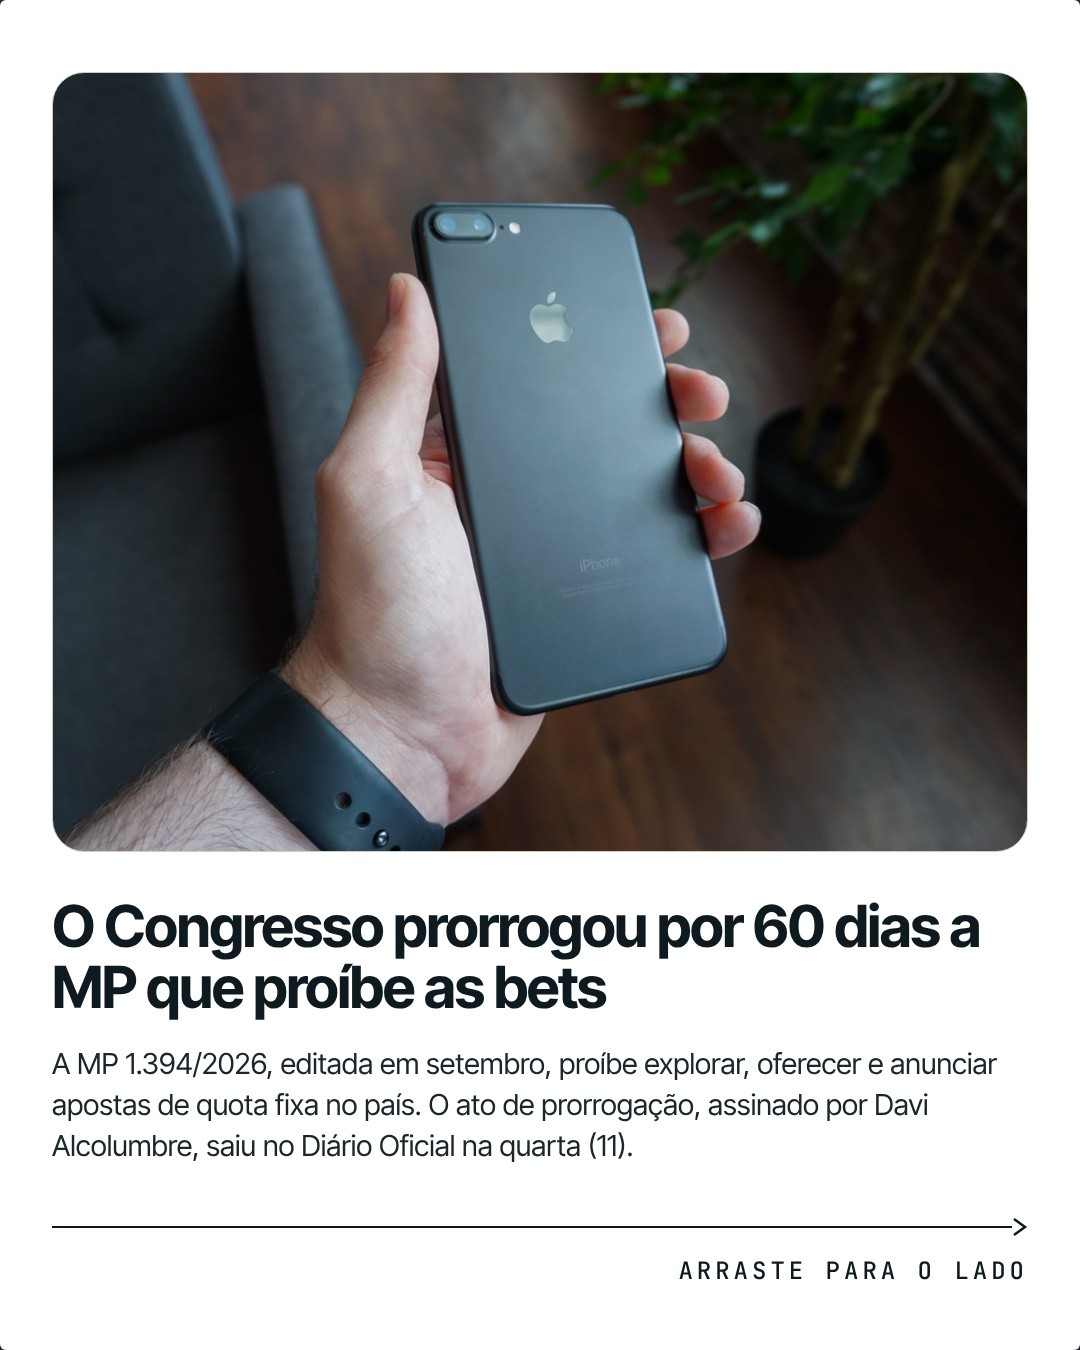 iPhone
O Congresso prorrogou por 60 dias a
MP que proíbe as bets
A MP 1.394/2026, editada em setembro, proíbe explorar, oferecer e anunciar
apostas de quota fixa no país. O ato de prorrogação, assinado por Davi
Alcolumbre, saiu no Diário Oficial na quarta (11).
ARRASTE PARA O LADO